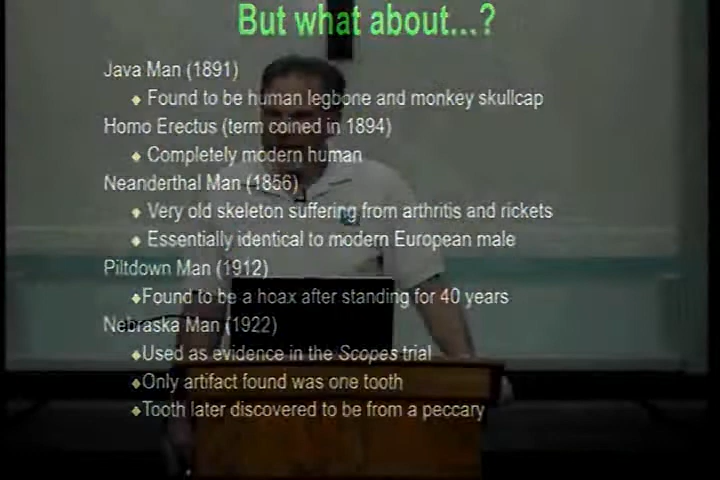 But what about...?
Java Man (1891)
Found to be human legbone and monkey skullcap
Homo Erectus (term coined in 1894)
Completely modern human
Neanderthal Man (1856)
Very old skeleton suffering from arthritis and rickets
Essentially identical to modern European male
Piltdown Man (1912)
Found to be a hoax after standing for 40 years
Nebraska Man (1922)
Used as evidence in the Scopes trial
Only artifact found was one tooth
Tooth later discovered to be from a peccary